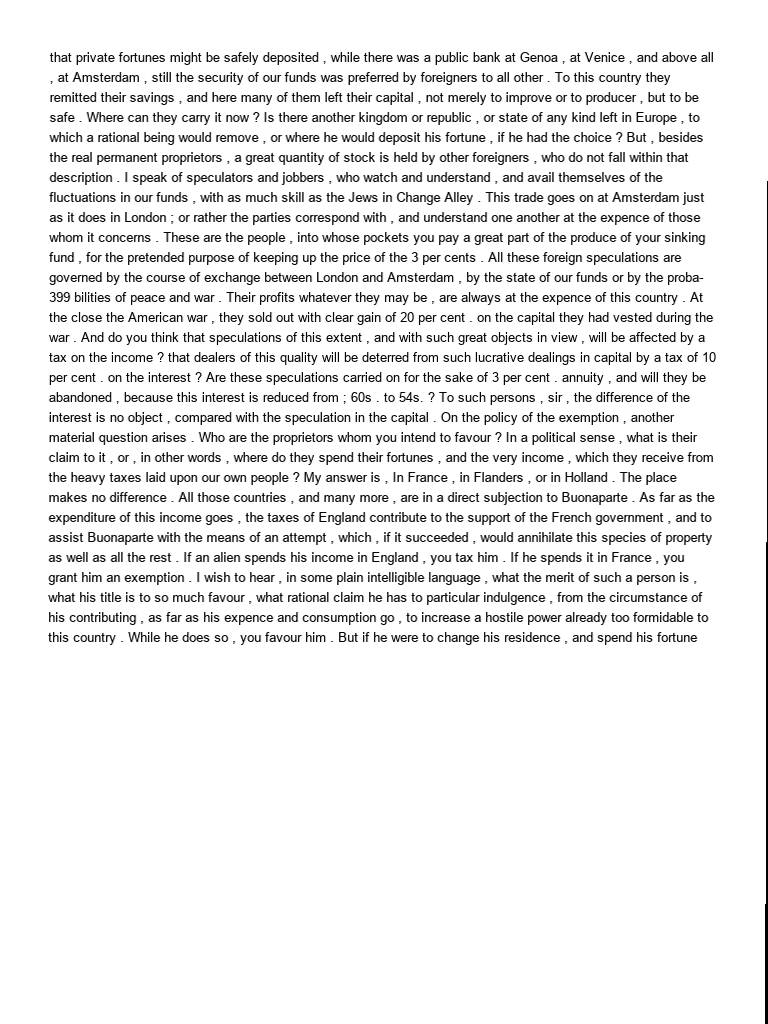 that private fortunes might be safely deposited , while there was a public bank at Genoa , at Venice , and above all
, at Amsterdam , still the security of our funds was preferred by foreigners to all other . To this country they
remitted their savings , and here many of them left their capital , not merely to improve or to producer , but to be
safe . Where can they carry it now ? Is there another kingdom or republic , or state of any kind left in Europe , to
which a rational being would remove , or where he would deposit his fortune , if he had the choice ? But , besides
the real permanent proprietors , a great quantity of stock is held by other foreigners , who do not fall within that
description . I speak of speculators and jobbers , who watch and understand , and avail themselves of the
fluctuations in our funds , with as much skill as the Jews in Change Alley . This trade goes on at Amsterdam just
as it does in London ; or rather the parties correspond with , and understand one another at the expence of those
whom it concerns . These are the people , into whose pockets you pay a great part of the produce of your sinking
fund , for the pretended purpose of keeping up the price of the 3 per cents . All these foreign speculations are
governed by the course of exchange between London and Amsterdam , by the state of our funds or by the proba-
399 bilities of peace and war . Their profits whatever they may be , are always at the expence of this country . At
the close the American war , they sold out with clear gain of 20 per cent . on the capital they had vested during the
war . And do you think that speculations of this extent , and with such great objects in view , will be affected by a
tax on the income ? that dealers of this quality will be deterred from such lucrative dealings in capital by a tax of 10
per cent . on the interest ? Are these speculations carried on for the sake of 3 per cent . annuity , and will they be
abandoned , because this interest is reduced from ; 60s . to 54s. ? To such persons , sir , the difference of the
interest is no object , compared with the speculation in the capital . On the policy of the exemption , another
material question arises . Who are the proprietors whom you intend to favour ? In a political sense , what is their
claim to it , or , in other words , where do they spend their fortunes , and the very income , which they receive from
the heavy taxes laid upon our own people ? My answer is , In France , in Flanders , or in Holland . The place
makes no difference . All those countries , and many more , are in a direct subjection to Buonaparte . As far as the
expenditure of this income goes , the taxes of England contribute to the support of the French government , and to
assist Buonaparte with the means of an attempt , which , if it succeeded , would annihilate this species of property
as well as all the rest . If an alien spends his income in England , you tax him . If he spends it in France , you
grant him an exemption . I wish to hear , in some plain intelligible language , what the merit of such a person is ,
what his title is to so much favour , what rational claim he has to particular indulgence , from the circumstance of
his contributing , as far as his expence and consumption go , to increase a hostile power already too formidable to
this country . While he does so , you favour him . But if he were to change his residence , and spend his fortune